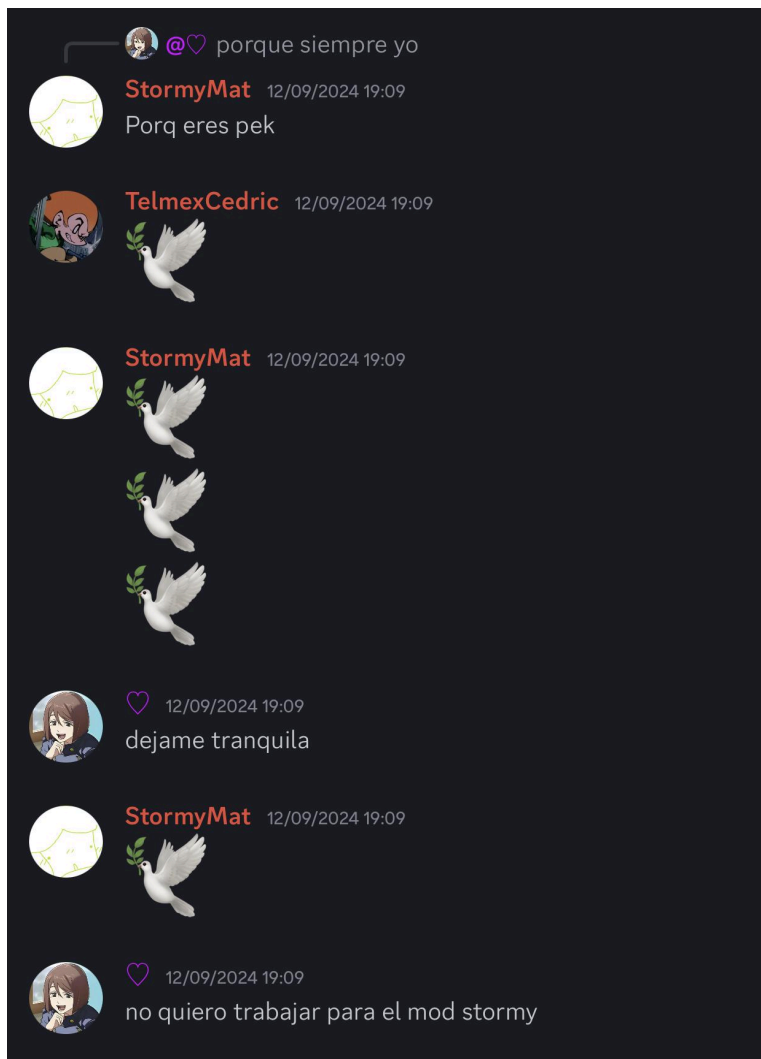 @♡ porque siempre yo
StormyMat 12/09/2024 19:09
Porq eres pek
TelmexCedric 12/09/2024 19:09
🕊️
StormyMat 12/09/2024 19:09
🕊️
🕊️
🕊️
♡ 12/09/2024 19:09
dejame tranquila
StormyMat 12/09/2024 19:09
🕊️
♡ 12/09/2024 19:09
no quiero trabajar para el mod stormy